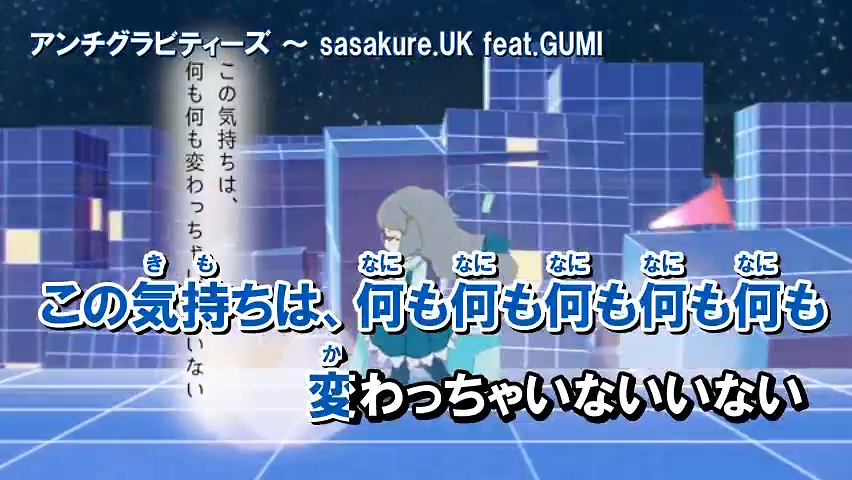 アンチグラビティーズ ～ sasakure.UK feat.GUMI
この気持ちは、
何も何も変わっちゃ
いない
き も なに なに なに なに なに
この気持ちは、何も何も何も何も何も
か
変わっちゃいないいない